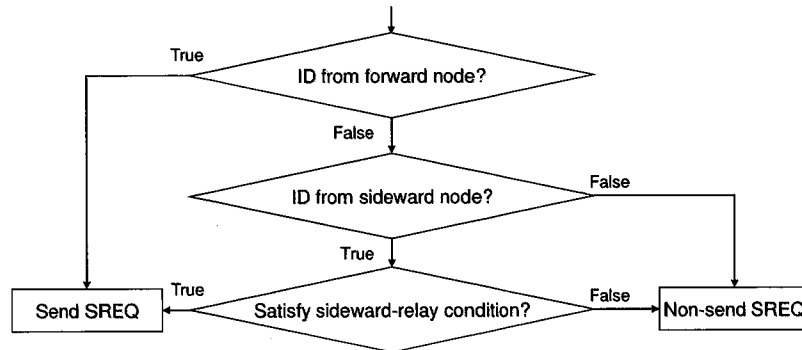 True
ID from forward node?
False
ID from sideward node?
False
True
True
Send SREQ
Satisfy sideward-relay condition?
False
Non-send SREQ